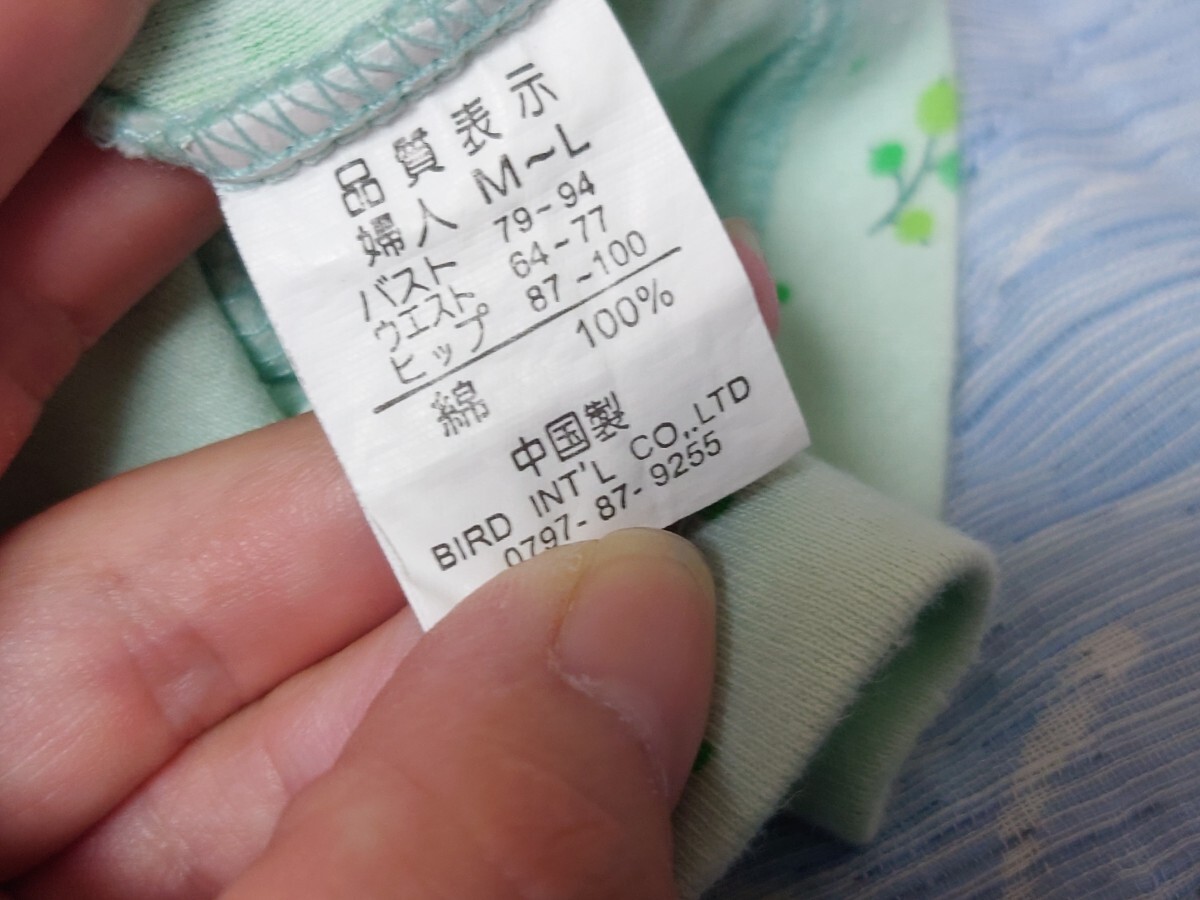 品質表示
婦人 M~L
バスト 79~94
ウエスト 64~77
ヒップ 87~100
綿 100%
中国製
BIRD INT'L CO,.LTD
0797-87-9255